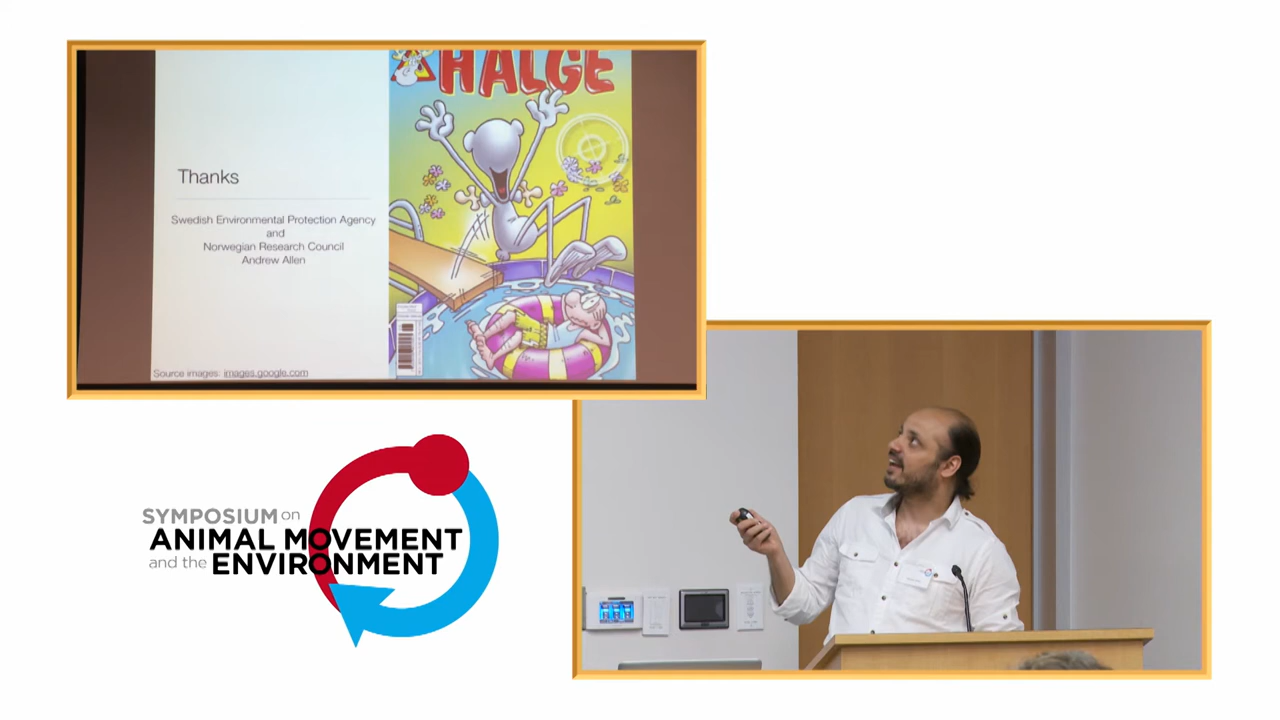 HALGE
Thanks
Swedish Environmental Protection Agency
and
Norwegian Research Council
Andrew Allen
Source images: images.google.com
SYMPOSIUM on
ANIMAL MOVEMENT
and the ENVIRONMENT